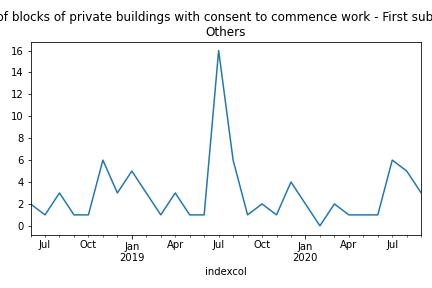 of blocks of private buildings with consent to commence work - First sub
Others
16
14
12
10
8
6
4
2
0
Jul Oct Jan Apr Jul Oct Jan Apr Jul
2019 2020
indexcol